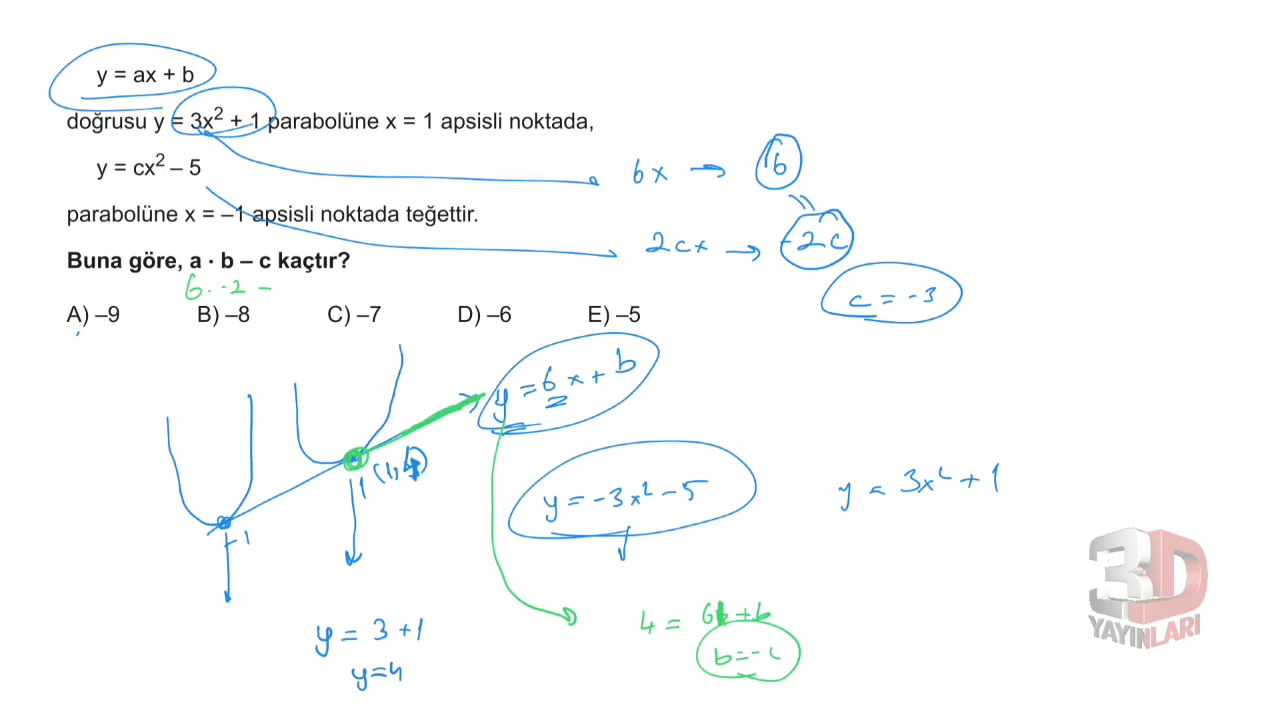 y = ax + b
doğrusu y = 3x² + 1 parabolüne x = 1 apsisli noktada,
y = cx² – 5
parabolüne x = –1 apsisli noktada teğettir.
Buna göre, a · b – c kaçtır?
6 . -2 -
A) –9 B) –8 C) –7 D) –6 E) –5
6x → 6
2cx → -2c
c = -3
y = 6x + b
(1,4)
1
-1
y = -3x² - 5
y = 3x² + 1
y = 3 + 1
y = 4
4 = 6 + b
b = -2
3D
YAYINLARI